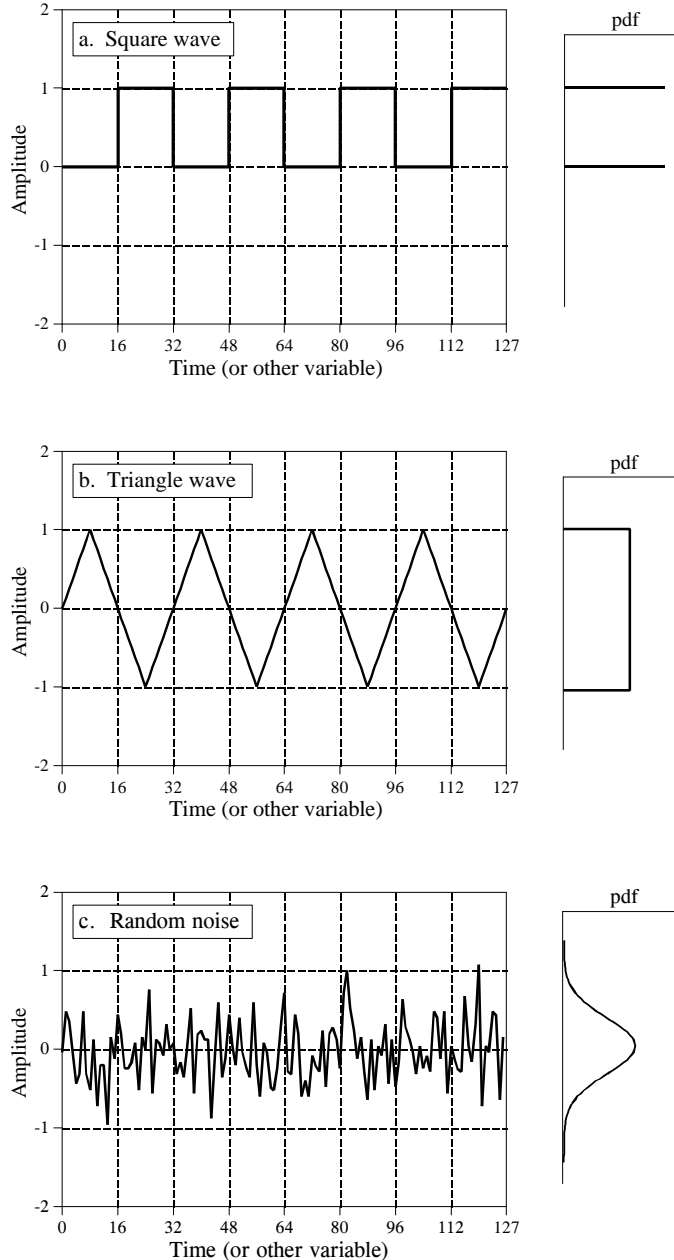 a. Square wave
pdf
1
0
-1
-2
Amplitude
0 16 32 48 64 80 96 112 127
Time (or other variable)
2
b. Triangle wave
pdf
1
0
-1
-2
Amplitude
0 16 32 48 64 80 96 112 127
Time (or other variable)
2
c. Random noise
pdf
1
0
-1
-2
Amplitude
0 16 32 48 64 80 96 112 127
Time (or other variable)